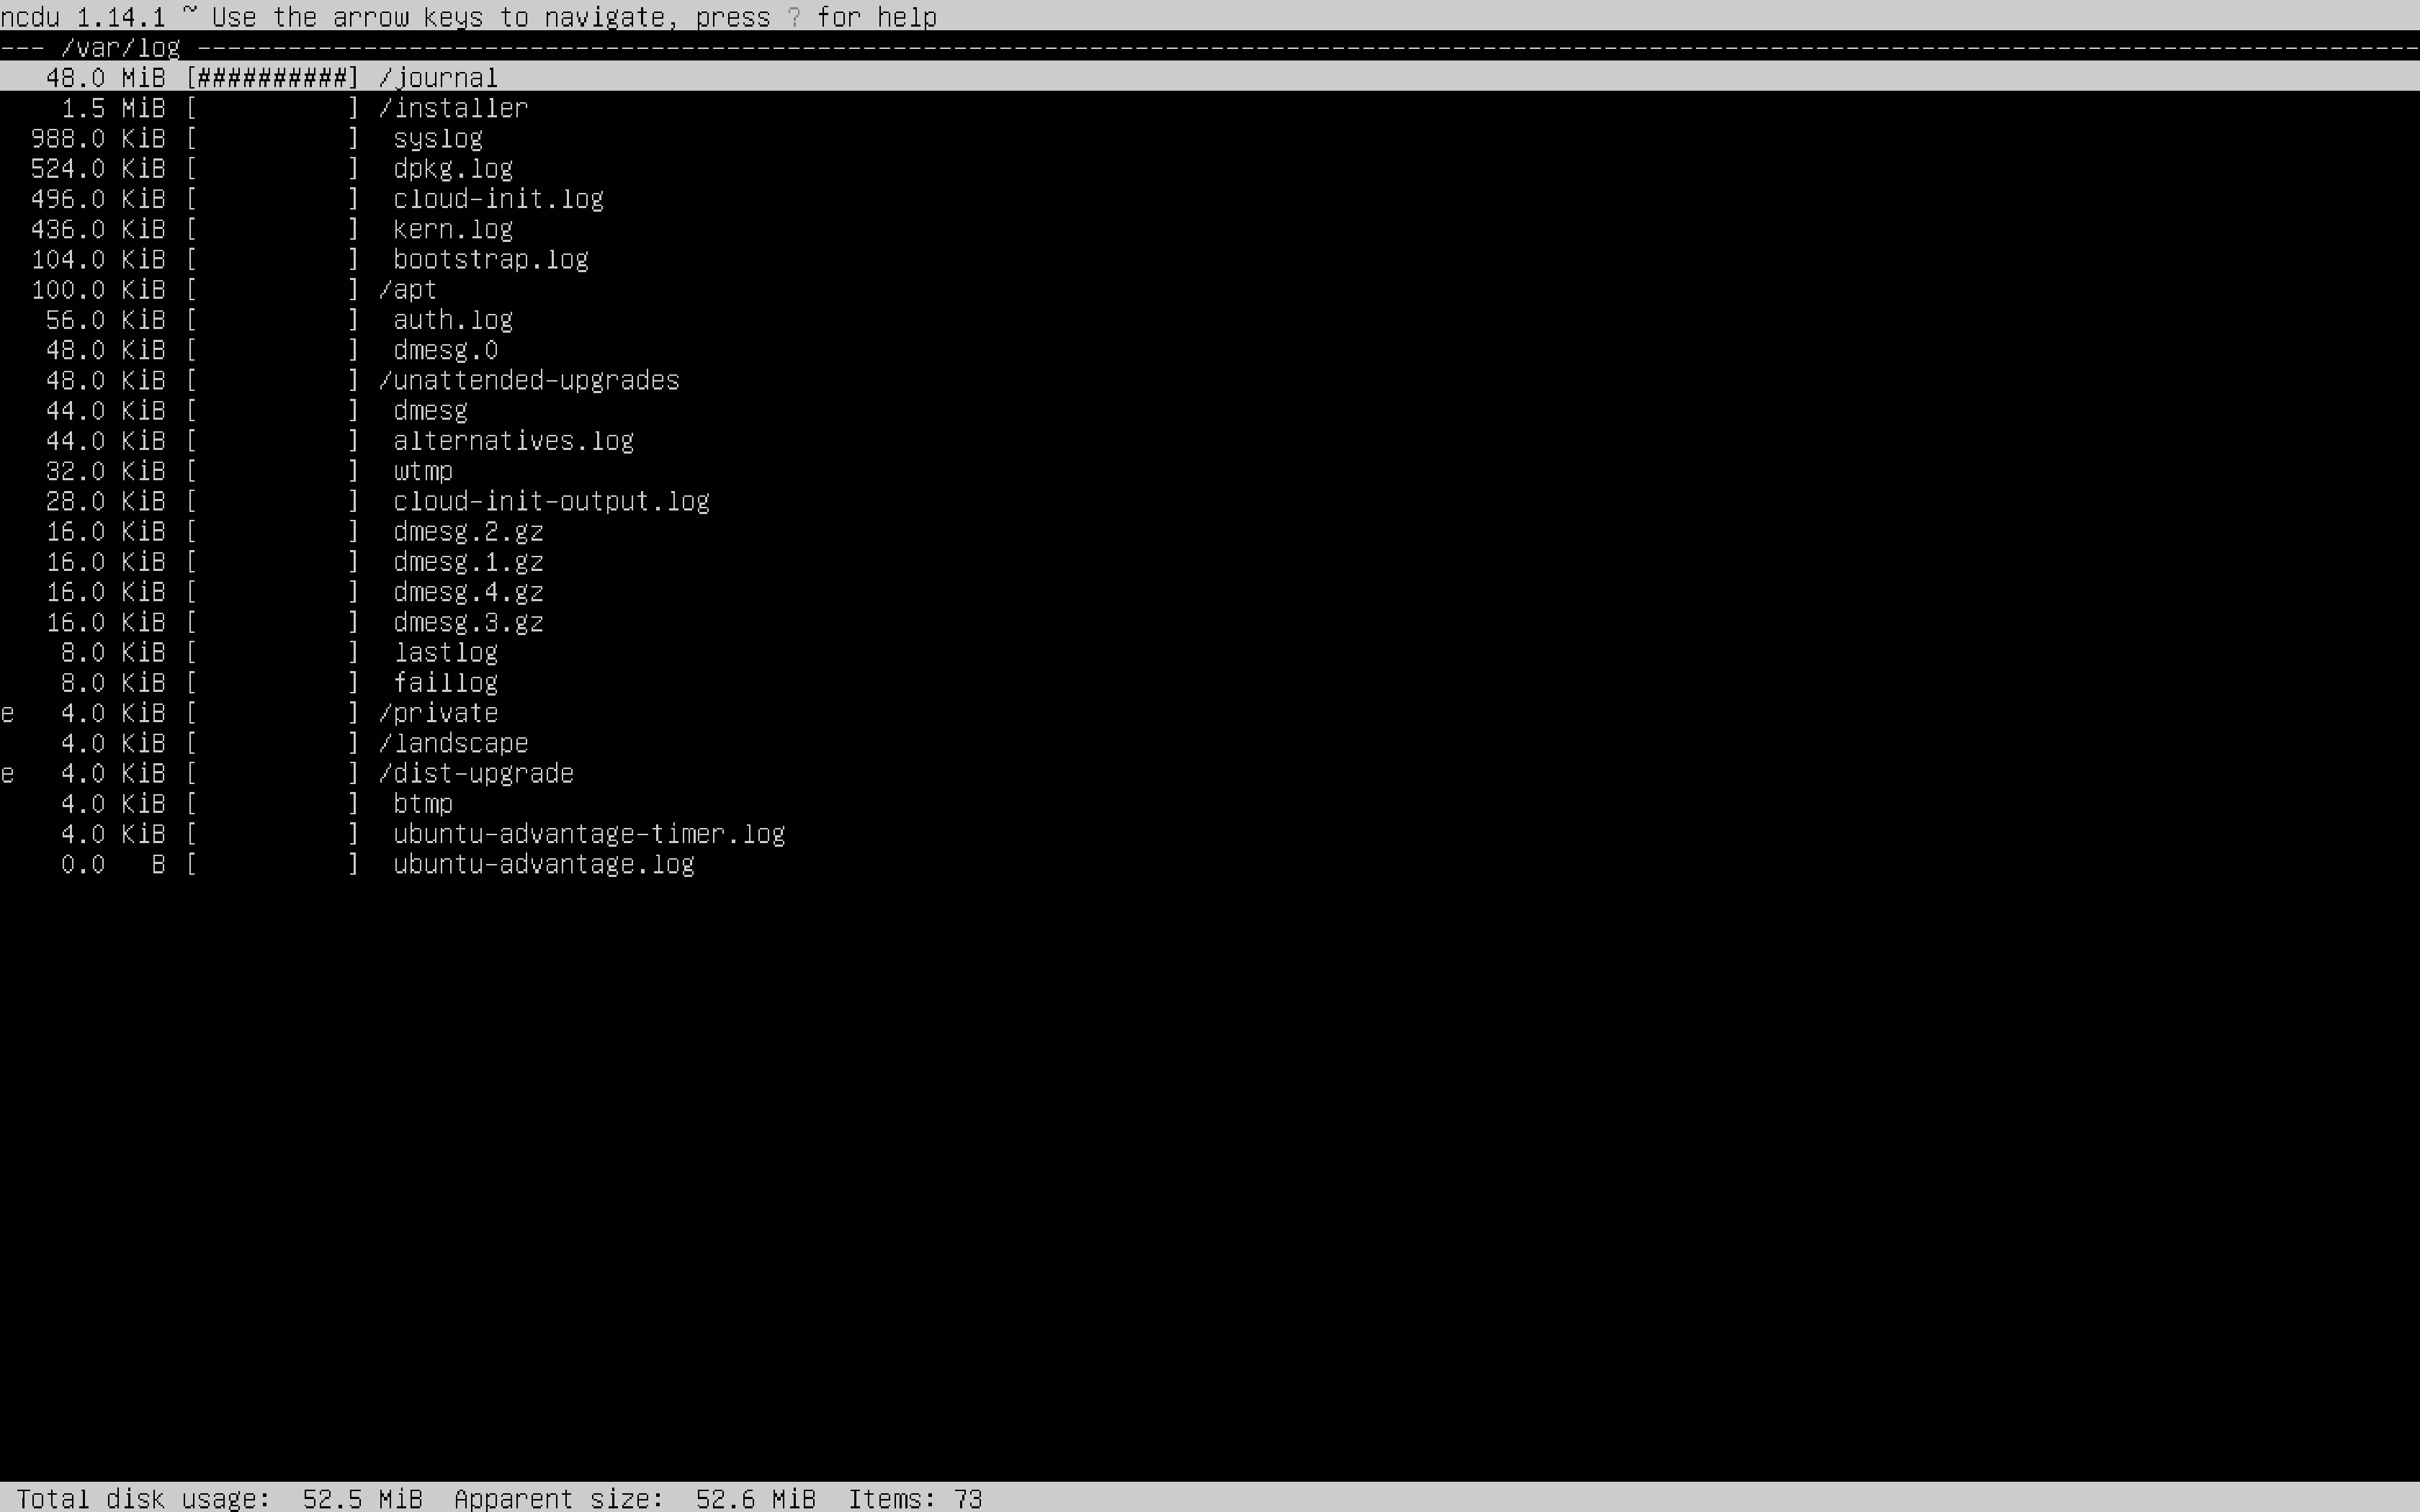 ncdu 1.14.1 ~ Use the arrow keys to navigate, press ? for help
--- /var/log ----------------------------------------------------------------------------------------------------------------------------------------------------
   48.0 MiB [##########] /journal
    1.5 MiB [          ] /installer
  988.0 KiB [          ]  syslog
  524.0 KiB [          ]  dpkg.log
  496.0 KiB [          ]  cloud-init.log
  436.0 KiB [          ]  kern.log
  104.0 KiB [          ]  bootstrap.log
  100.0 KiB [          ] /apt
   56.0 KiB [          ]  auth.log
   48.0 KiB [          ]  dmesg.0
   48.0 KiB [          ] /unattended-upgrades
   44.0 KiB [          ]  dmesg
   44.0 KiB [          ]  alternatives.log
   32.0 KiB [          ]  wtmp
   28.0 KiB [          ]  cloud-init-output.log
   16.0 KiB [          ]  dmesg.2.gz
   16.0 KiB [          ]  dmesg.1.gz
   16.0 KiB [          ]  dmesg.4.gz
   16.0 KiB [          ]  dmesg.3.gz
    8.0 KiB [          ]  lastlog
    8.0 KiB [          ]  faillog
e   4.0 KiB [          ] /private
    4.0 KiB [          ] /landscape
e   4.0 KiB [          ] /dist-upgrade
    4.0 KiB [          ]  btmp
    4.0 KiB [          ]  ubuntu-advantage-timer.log
    0.0   B [          ]  ubuntu-advantage.log
 Total disk usage:  52.5 MiB  Apparent size:  52.6 MiB  Items: 73